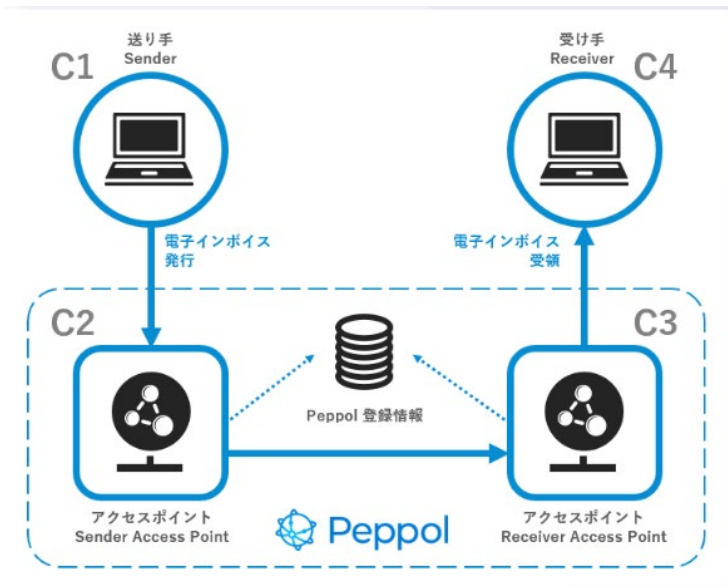 送り手
Sender
C1
受け手
Receiver
C4
電子インボイス
発行
電子インボイス
受領
C2
C3
Peppol 登録情報
アクセスポイント
Sender Access Point
Peppol
アクセスポイント
Receiver Access Point